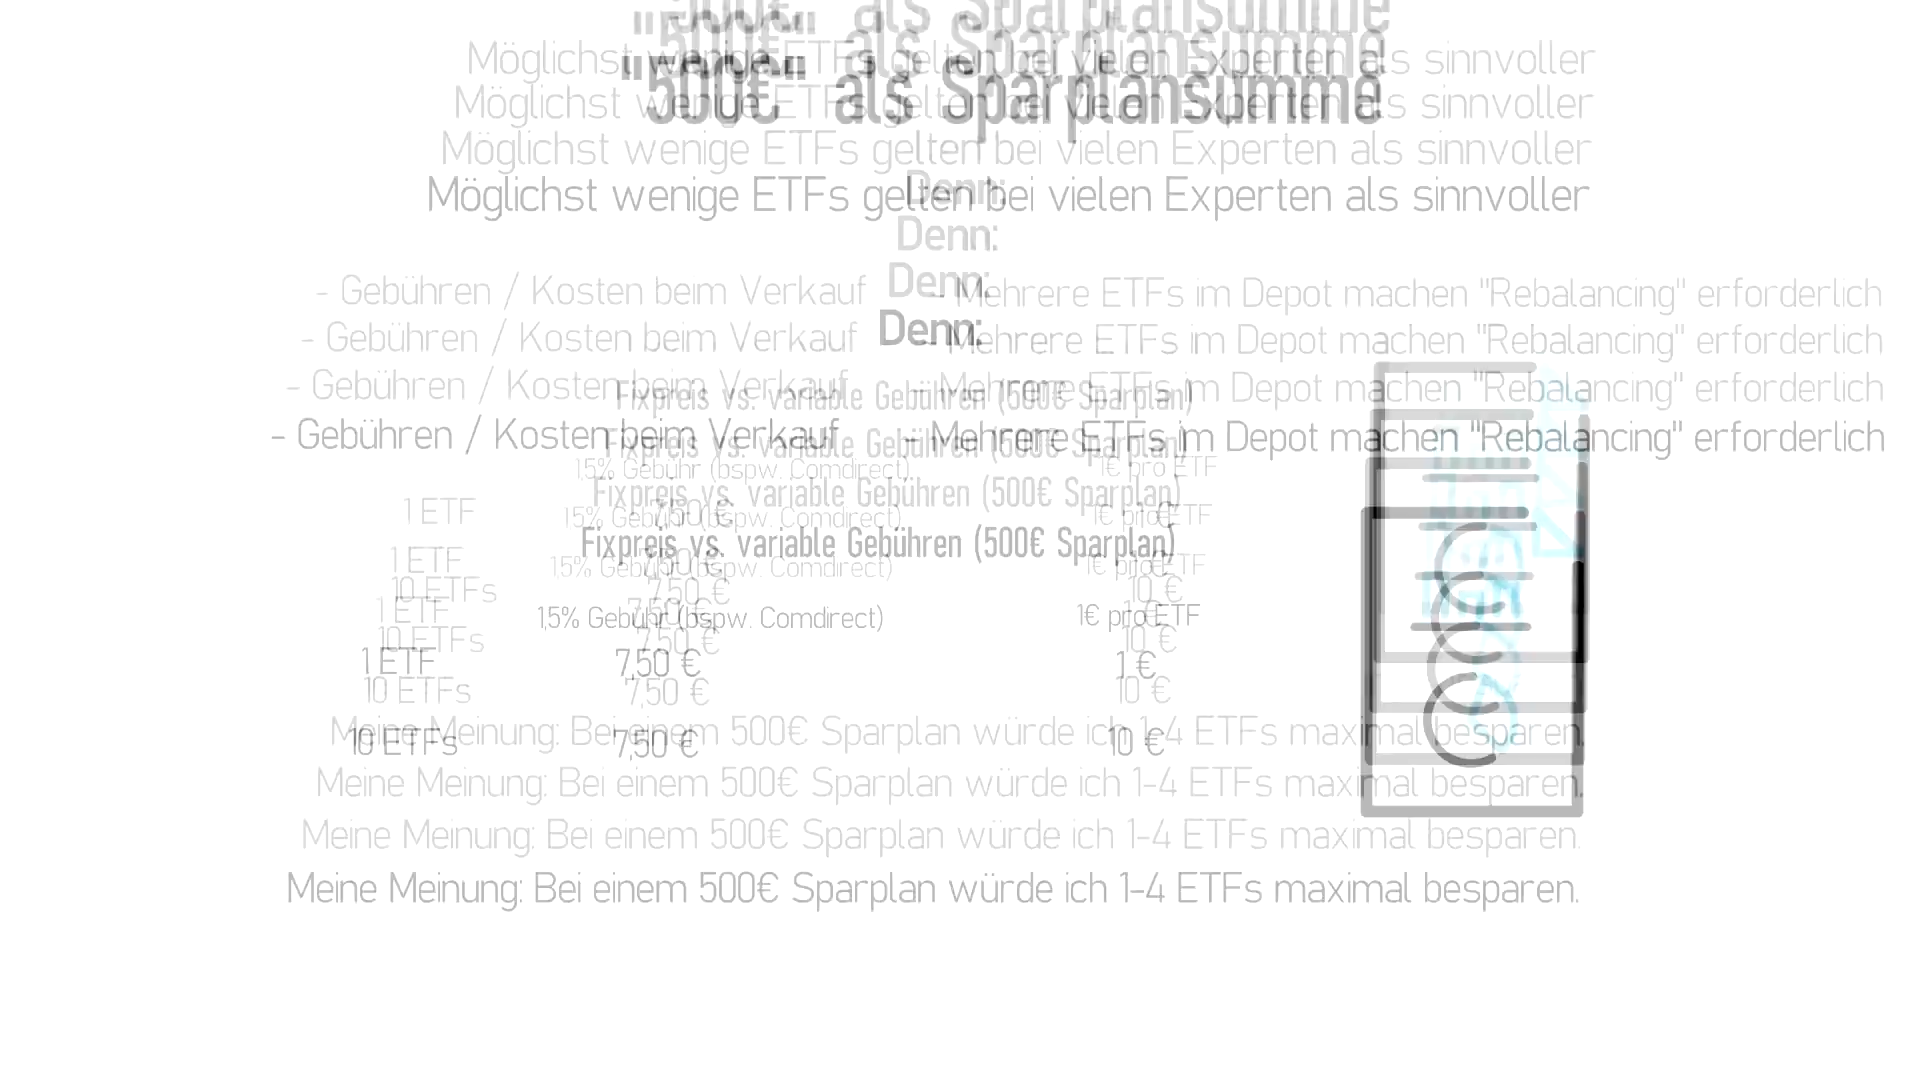 "500€" als Sparplansumme
Möglichst wenige ETFs gelten bei vielen Experten als sinnvoller
Denn:
- Gebühren / Kosten beim Verkauf - Mehrere ETFs im Depot machen "Rebalancing" erforderlich
Fixpreis vs. variable Gebühren (500€ Sparplan)
1,5% Gebühr (bspw. Comdirect) 1€ pro ETF
1 ETF 7,50 € 1 €
10 ETFs 7,50 € 10 €
Meine Meinung: Bei einem 500€ Sparplan würde ich 1-4 ETFs maximal besparen.